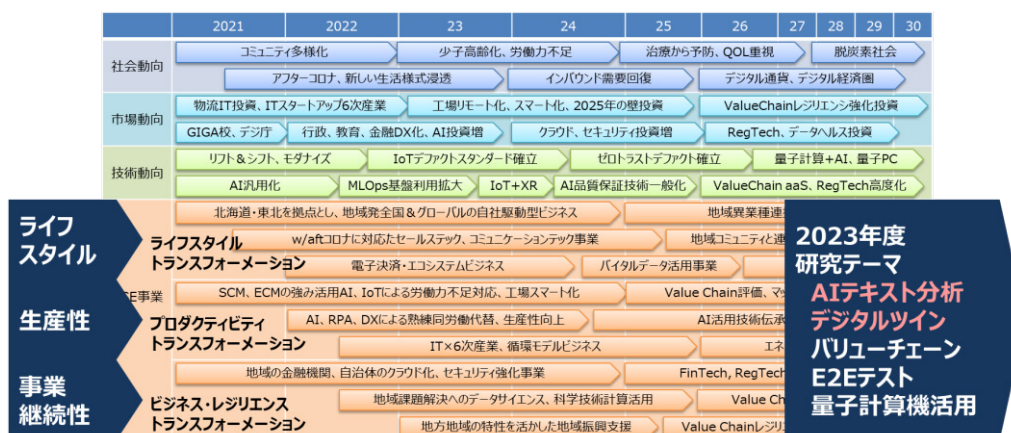 2021 2022 23 24 25 26 27 28 29 30
社会動向
コミュニティ多様化 少子高齢化、労働力不足 治療から予防、QOL重視 脱炭素社会
アフターコロナ、新しい生活様式浸透 インバウンド需要回復 デジタル通貨、デジタル経済圏
市場動向
物流IT投資、ITスタートアップ6次産業 工場リモート化、スマート化、2025年の壁投資 ValueChainレジリエンシ強化投資
GIGA校、デジ庁 行政、教育、金融DX化、AI投資増 クラウド、セキュリティ投資増 RegTech、データヘルス投資
技術動向
リフト&シフト、モダナイズ IoTデファクトスタンダード確立 ゼロトラストデファクト確立 量子計算+AI、量子PC
AI汎用化 MLOps基盤利用拡大 IoT+XR AI品質保証技術一般化 ValueChain aaS、RegTech高度化
ライフ
スタイル
生産性
事業
継続性
E事業
ライフスタイル
トランスフォーメーション
北海道・東北を拠点とし、地域発全国&グローバルの自社駆動型ビジネス 地域異業種連
w/aftコロナに対応たセールステック、コミュニケーションテック事業 地域コミュニティと連
電子決済・エコシステムビジネス バイタルデータ活用事業
プロダクティビティ
トランスフォーメーション
SCM、ECMの強み活用AI、IoTによる労働力不足対応、工場スマート化 Value Chain評価、マッ
AI、RPA、DXによる熟練同労働代替、生産性向上 AI活用技術伝承
IT×6次産業、循環モデルビジネス エネ
ビジネス・レジリエンス
トランスフォーメーション
地域の金融機関、自治体のクラウド化、セキュリティ強化事業 FinTech, RegTech
地域課題解決へのデータサイエンス、科学技術計算活用 Value Cha
地方地域の特性を活かした地域振興支援 Value Chainレジリ
2023年度
研究テーマ
AIテキスト分析
デジタルツイン
バリューチェーン
E2Eテスト
量子計算機活用